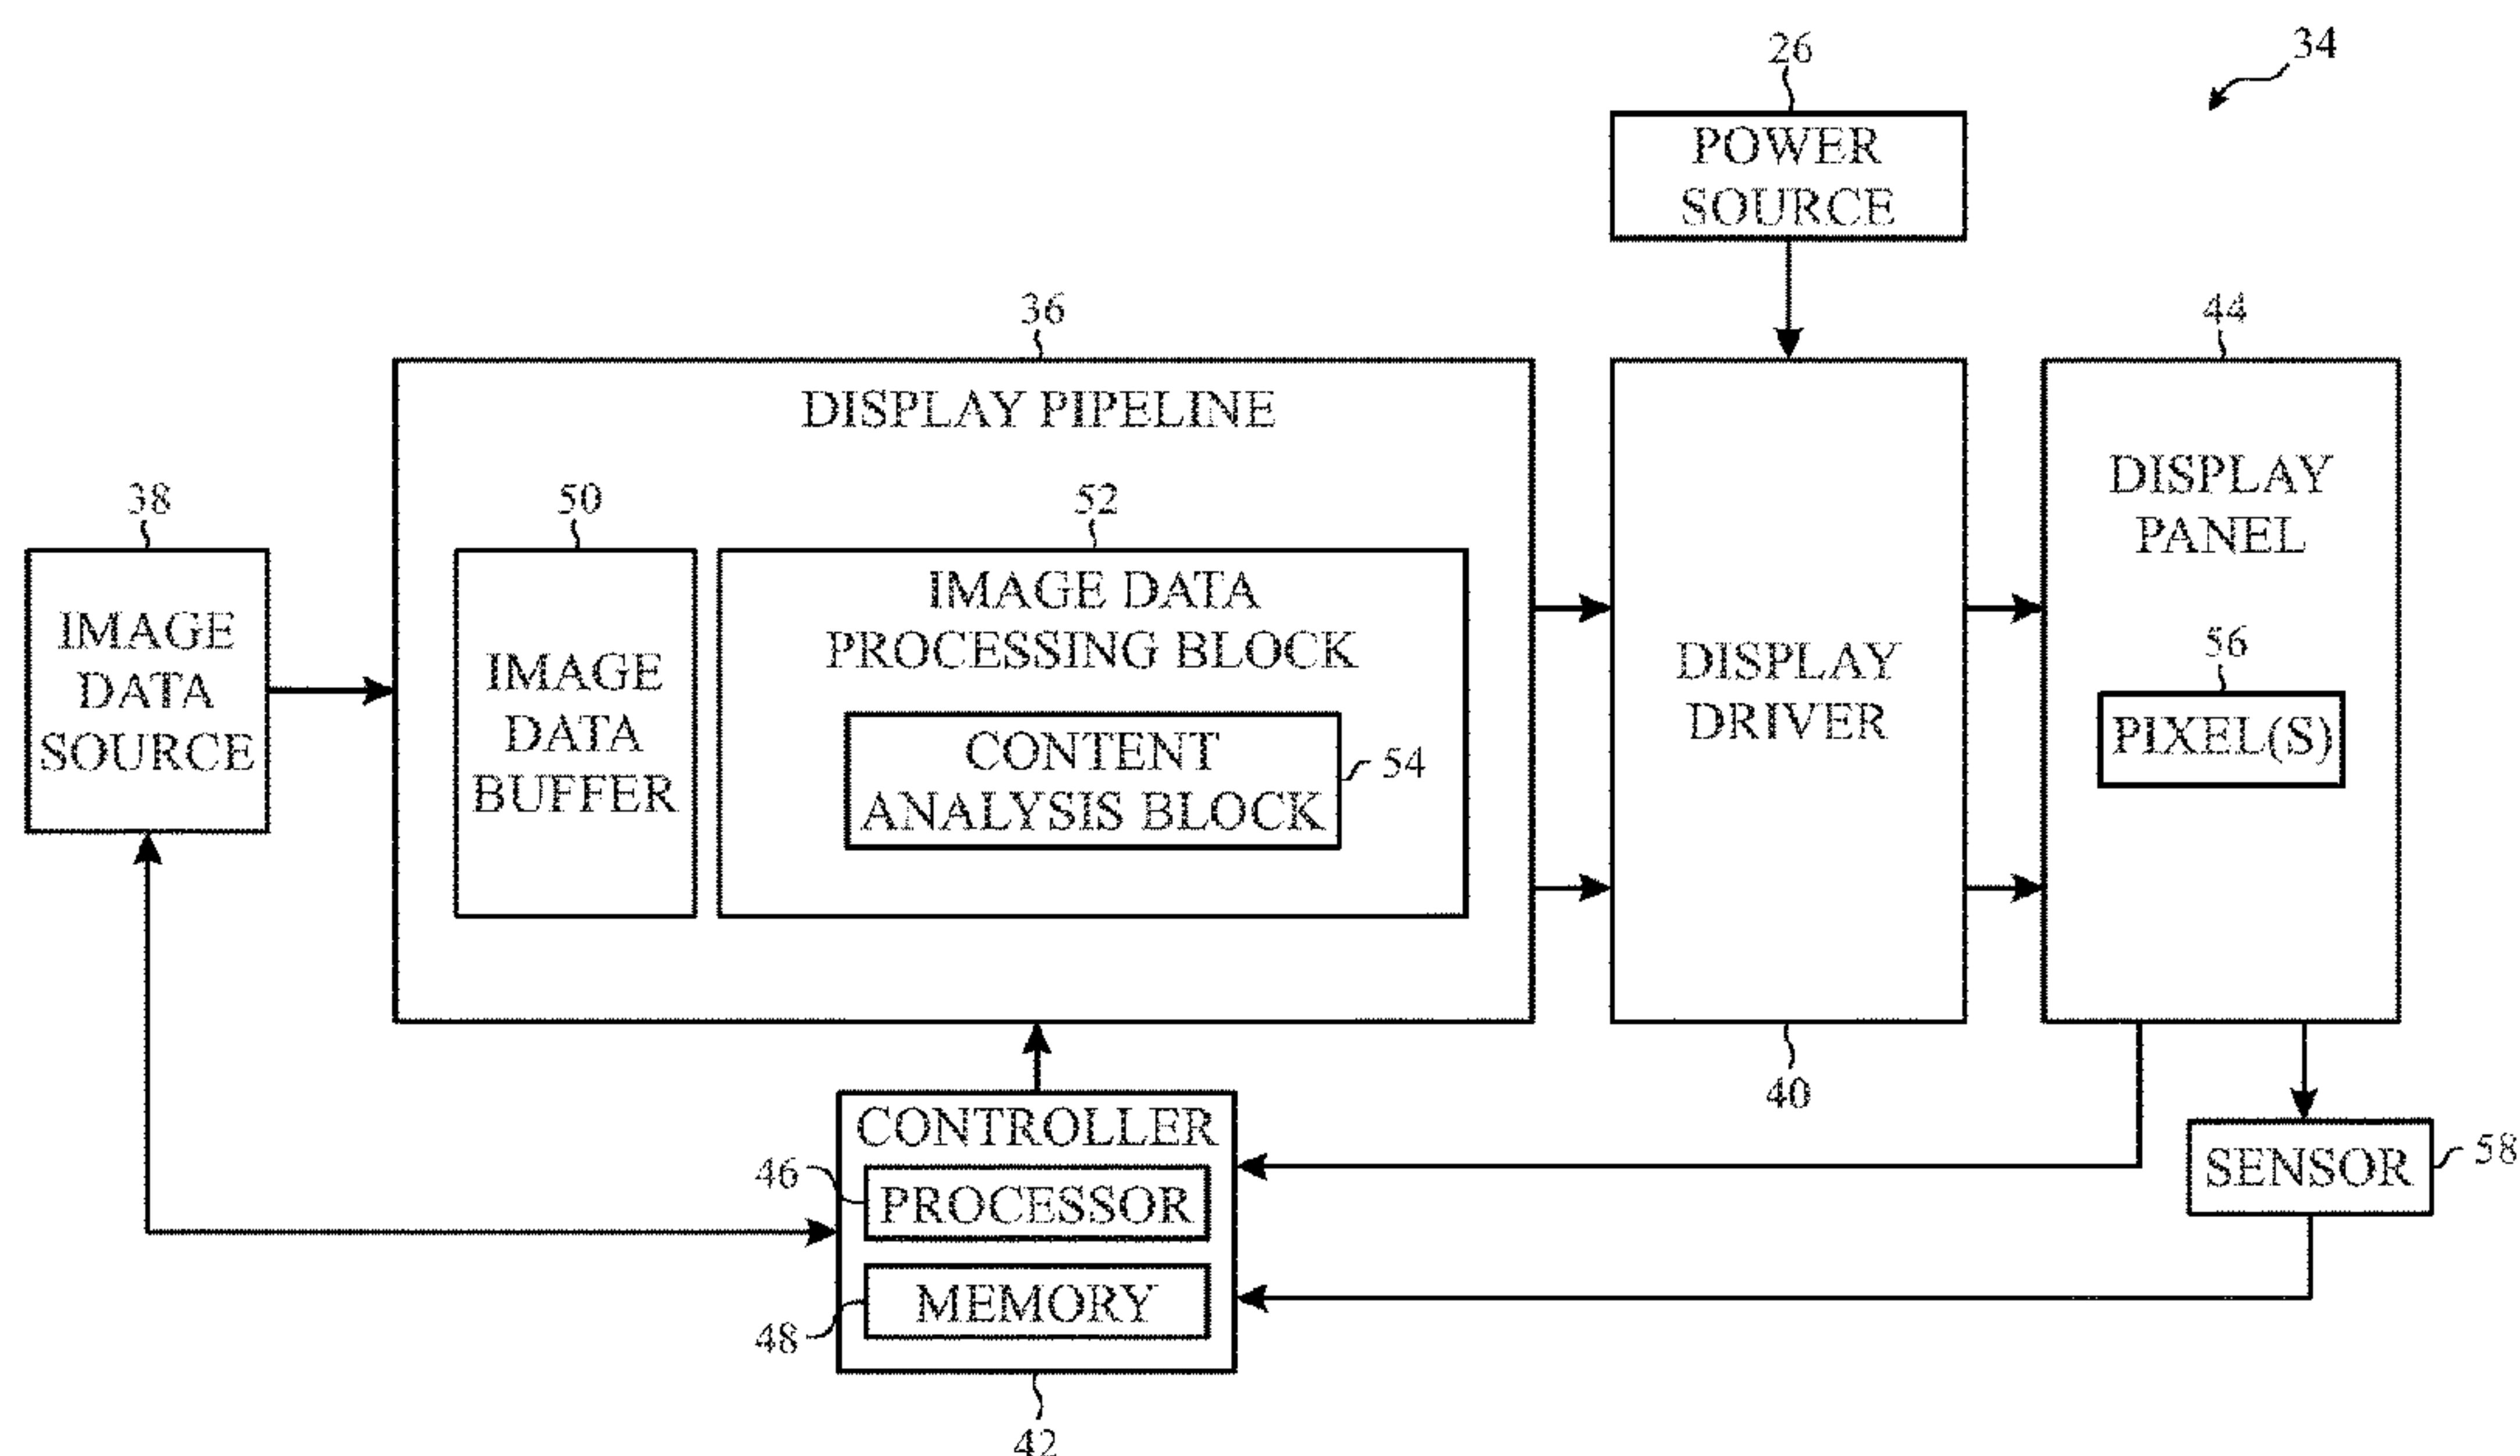 26
34
POWER
SOURCE
36
44
DISPLAY PIPELINE
DISPLAY
PANEL
38
50
52
IMAGE
DATA
SOURCE
IMAGE
DATA
BUFFER
IMAGE DATA
PROCESSING BLOCK
CONTENT
ANALYSIS BLOCK
54
DISPLAY
DRIVER
56
PIXEL(S)
40
CONTROLLER
46
PROCESSOR
SENSOR
58
48
MEMORY
42